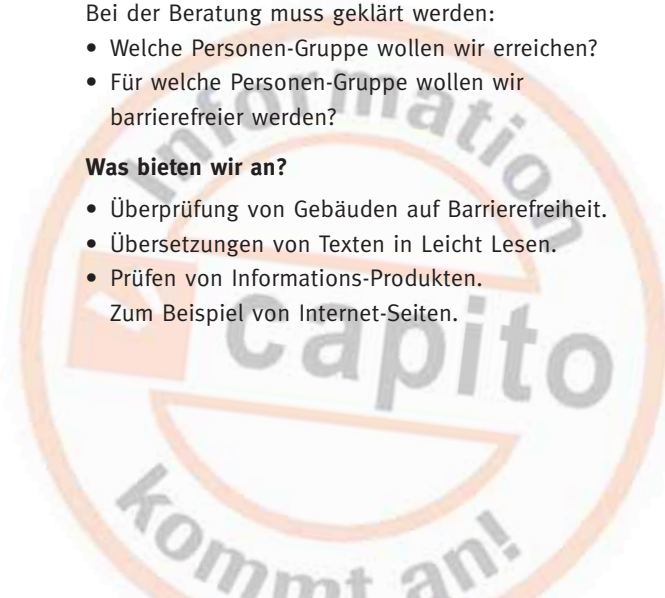 Bei der Beratung muss geklärt werden:
• Welche Personen-Gruppe wollen wir erreichen?
• Für welche Personen-Gruppe wollen wir
barrierefreier werden?
Was bieten wir an?
• Überprüfung von Gebäuden auf Barrierefreiheit.
• Übersetzungen von Texten in Leicht Lesen.
• Prüfen von Informations-Produkten.
Zum Beispiel von Internet-Seiten.
Information
capito
kommt an!